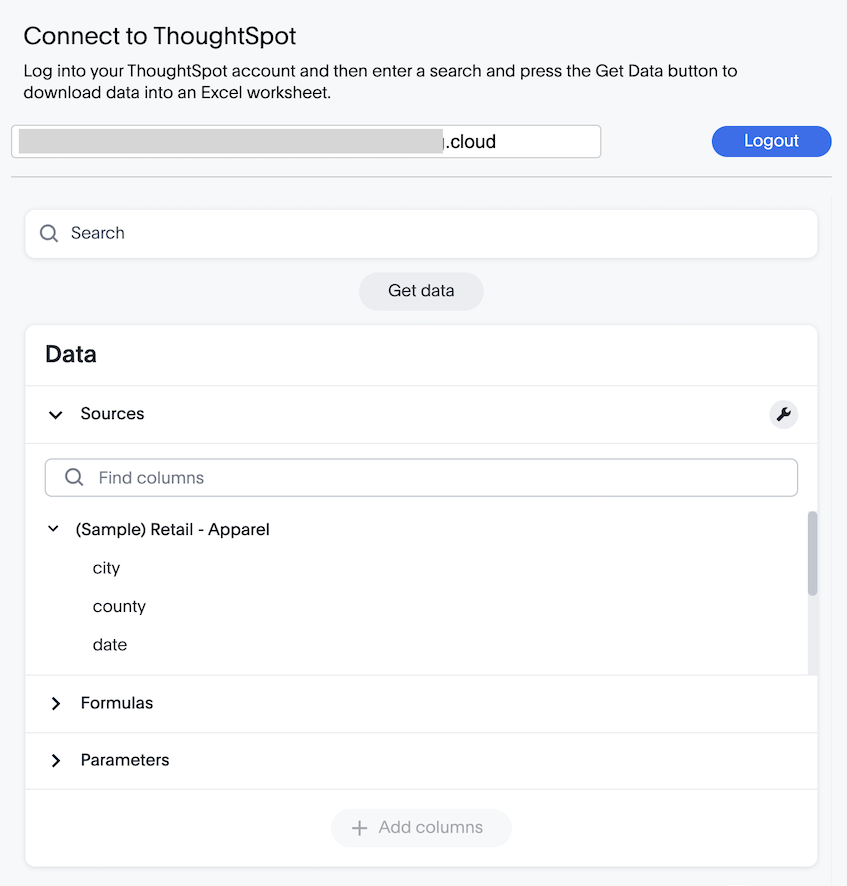 Connect to ThoughtSpot
Log into your ThoughtSpot account and then enter a search and press the Get Data button to
download data into an Excel worksheet.
.cloud
Logout
Search
Get data
Data
Sources
Find columns
(Sample) Retail - Apparel
city
county
date
Formulas
Parameters
+ Add columns